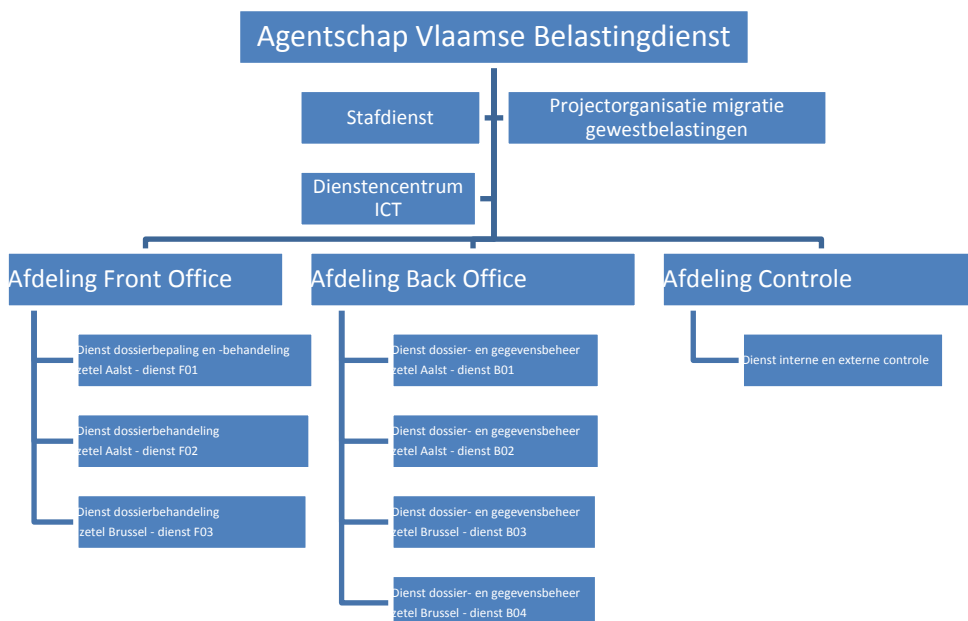 Agentschap Vlaamse Belastingdienst
Stafdienst
Projectorganisatie migratie
gewestbelastingen
Dienstencentrum
ICT
Afdeling Front Office
Afdeling Back Office
Afdeling Controle
Dienst dossierbepaling en -behandeling
zetel Aalst - dienst F01
Dienst dossierbehandeling
zetel Aalst - dienst F02
Dienst dossierbehandeling
zetel Brussel - dienst F03
Dienst dossier- en gegevensbeheer
zetel Aalst - dienst B01
Dienst dossier- en gegevensbeheer
zetel Aalst - dienst B02
Dienst dossier- en gegevensbeheer
zetel Brussel - dienst B03
Dienst dossier- en gegevensbeheer
zetel Brussel - dienst B04
Dienst interne en externe controle